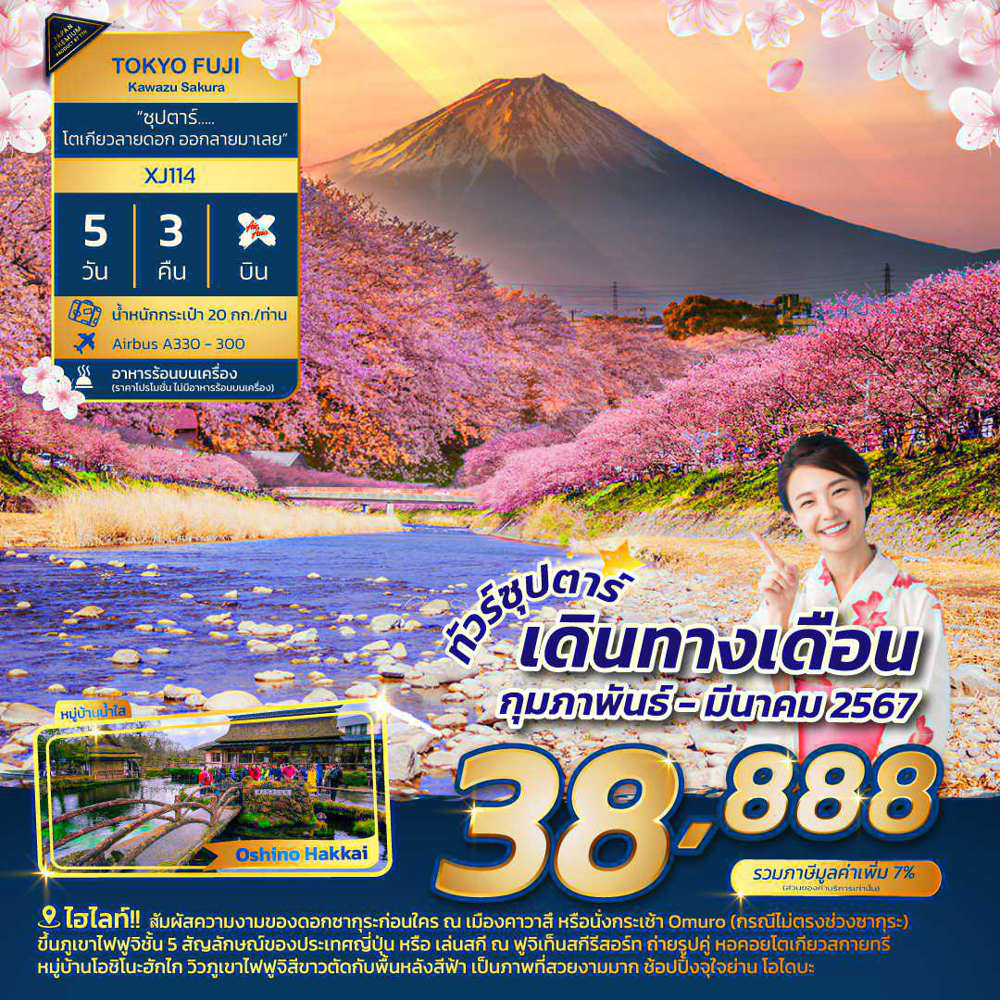 JAPAN
PREMIUM
PRODUCT BY TTN
TOKYO FUJI
Kawazu Sakura
“ซุปตาร์.....
โตเกียวลายดอก ออกลายมาเลย”
XJ114
5 3 Air Asia
วัน คืน บิน
น้ำหนักกระเป๋า 20 กก./ท่าน
Airbus A330 - 300
อาหารร้อนบนเครื่อง
(ราคาโปรโมชั่น ไม่มีอาหารร้อนบนเครื่อง)
ทัวร์ซุปตาร์
เดินทางเดือน
กุมภาพันธ์ - มีนาคม 2567
38,888
รวมภาษีมูลค่าเพิ่ม 7%
(ส่วนของค่าบริการเท่านั้น)
หมู่บ้านน้ำใส
Oshino Hakkai
ไฮไลท์!! สัมผัสความงามของดอกซากุระก่อนใคร ณ เมืองคาวาสึ หรือนั่งกระเช้า Omuro (กรณีไม่ตรงช่วงซากุระ)
ขึ้นภูเขาไฟฟูจิชั้น 5 สัญลักษณ์ของประเทศญี่ปุ่น หรือ เล่นสกี ณ ฟูจิเท็นสกีรีสอร์ท ถ่ายรูปคู่ หอคอยโตเกียวสกายทรี
หมู่บ้านโอชิโนะฮักไก วิวภูเขาไฟฟูจิสีขาวตัดกับพื้นหลังสีฟ้า เป็นภาพที่สวยงามมาก ช้อปปิ้งจุใจย่าน โอไดบะ